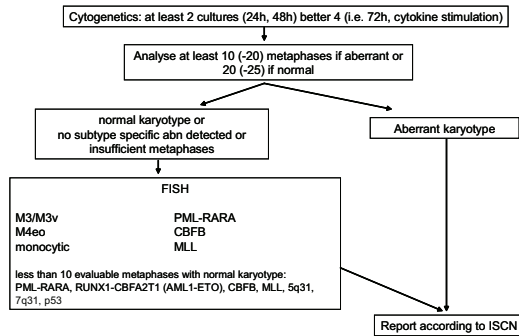 Cytogenetics: at least 2 cultures (24h, 48h) better 4 (i.e. 72h, cytokine stimulation)
Analyse at least 10 (-20) metaphases if aberrant or
20 (-25) if normal
normal karyotype or
no subtype specific abn detected or
insufficient metaphases
Aberrant karyotype
FISH
M3/M3v PML-RARA
M4eo CBFB
monocytic MLL
less than 10 evaluable metaphases with normal karyotype:
PML-RARA, RUNX1-CBFA2T1 (AML1-ETO), CBFB, MLL, 5q31,
7q31, p53
Report according to ISCN